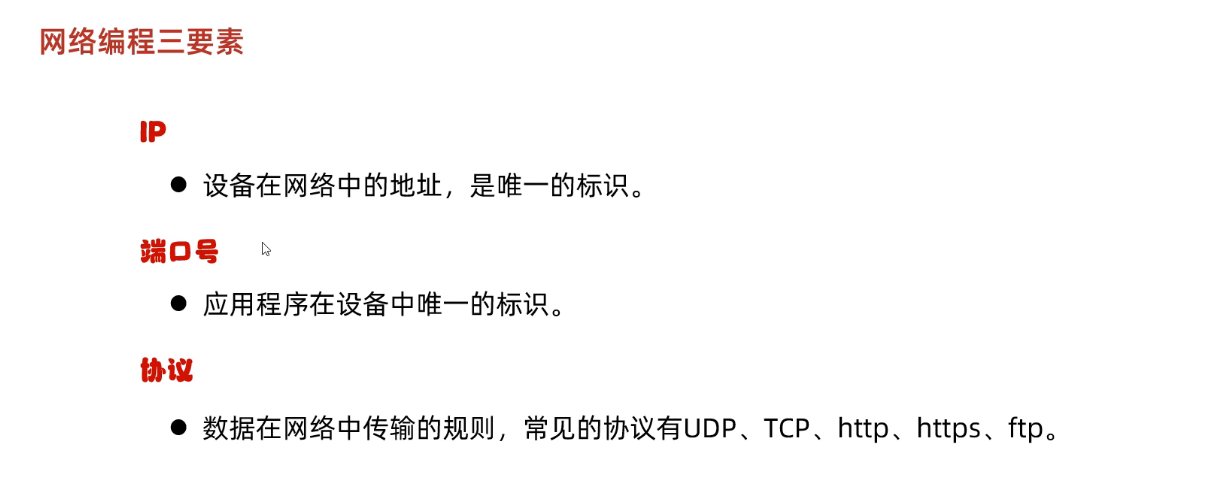 网络编程三要素
IP
● 设备在网络中的地址，是唯一的标识。
端口号
● 应用程序在设备中唯一的标识。
协议
● 数据在网络中传输的规则，常见的协议有UDP、TCP、http、https、ftp。